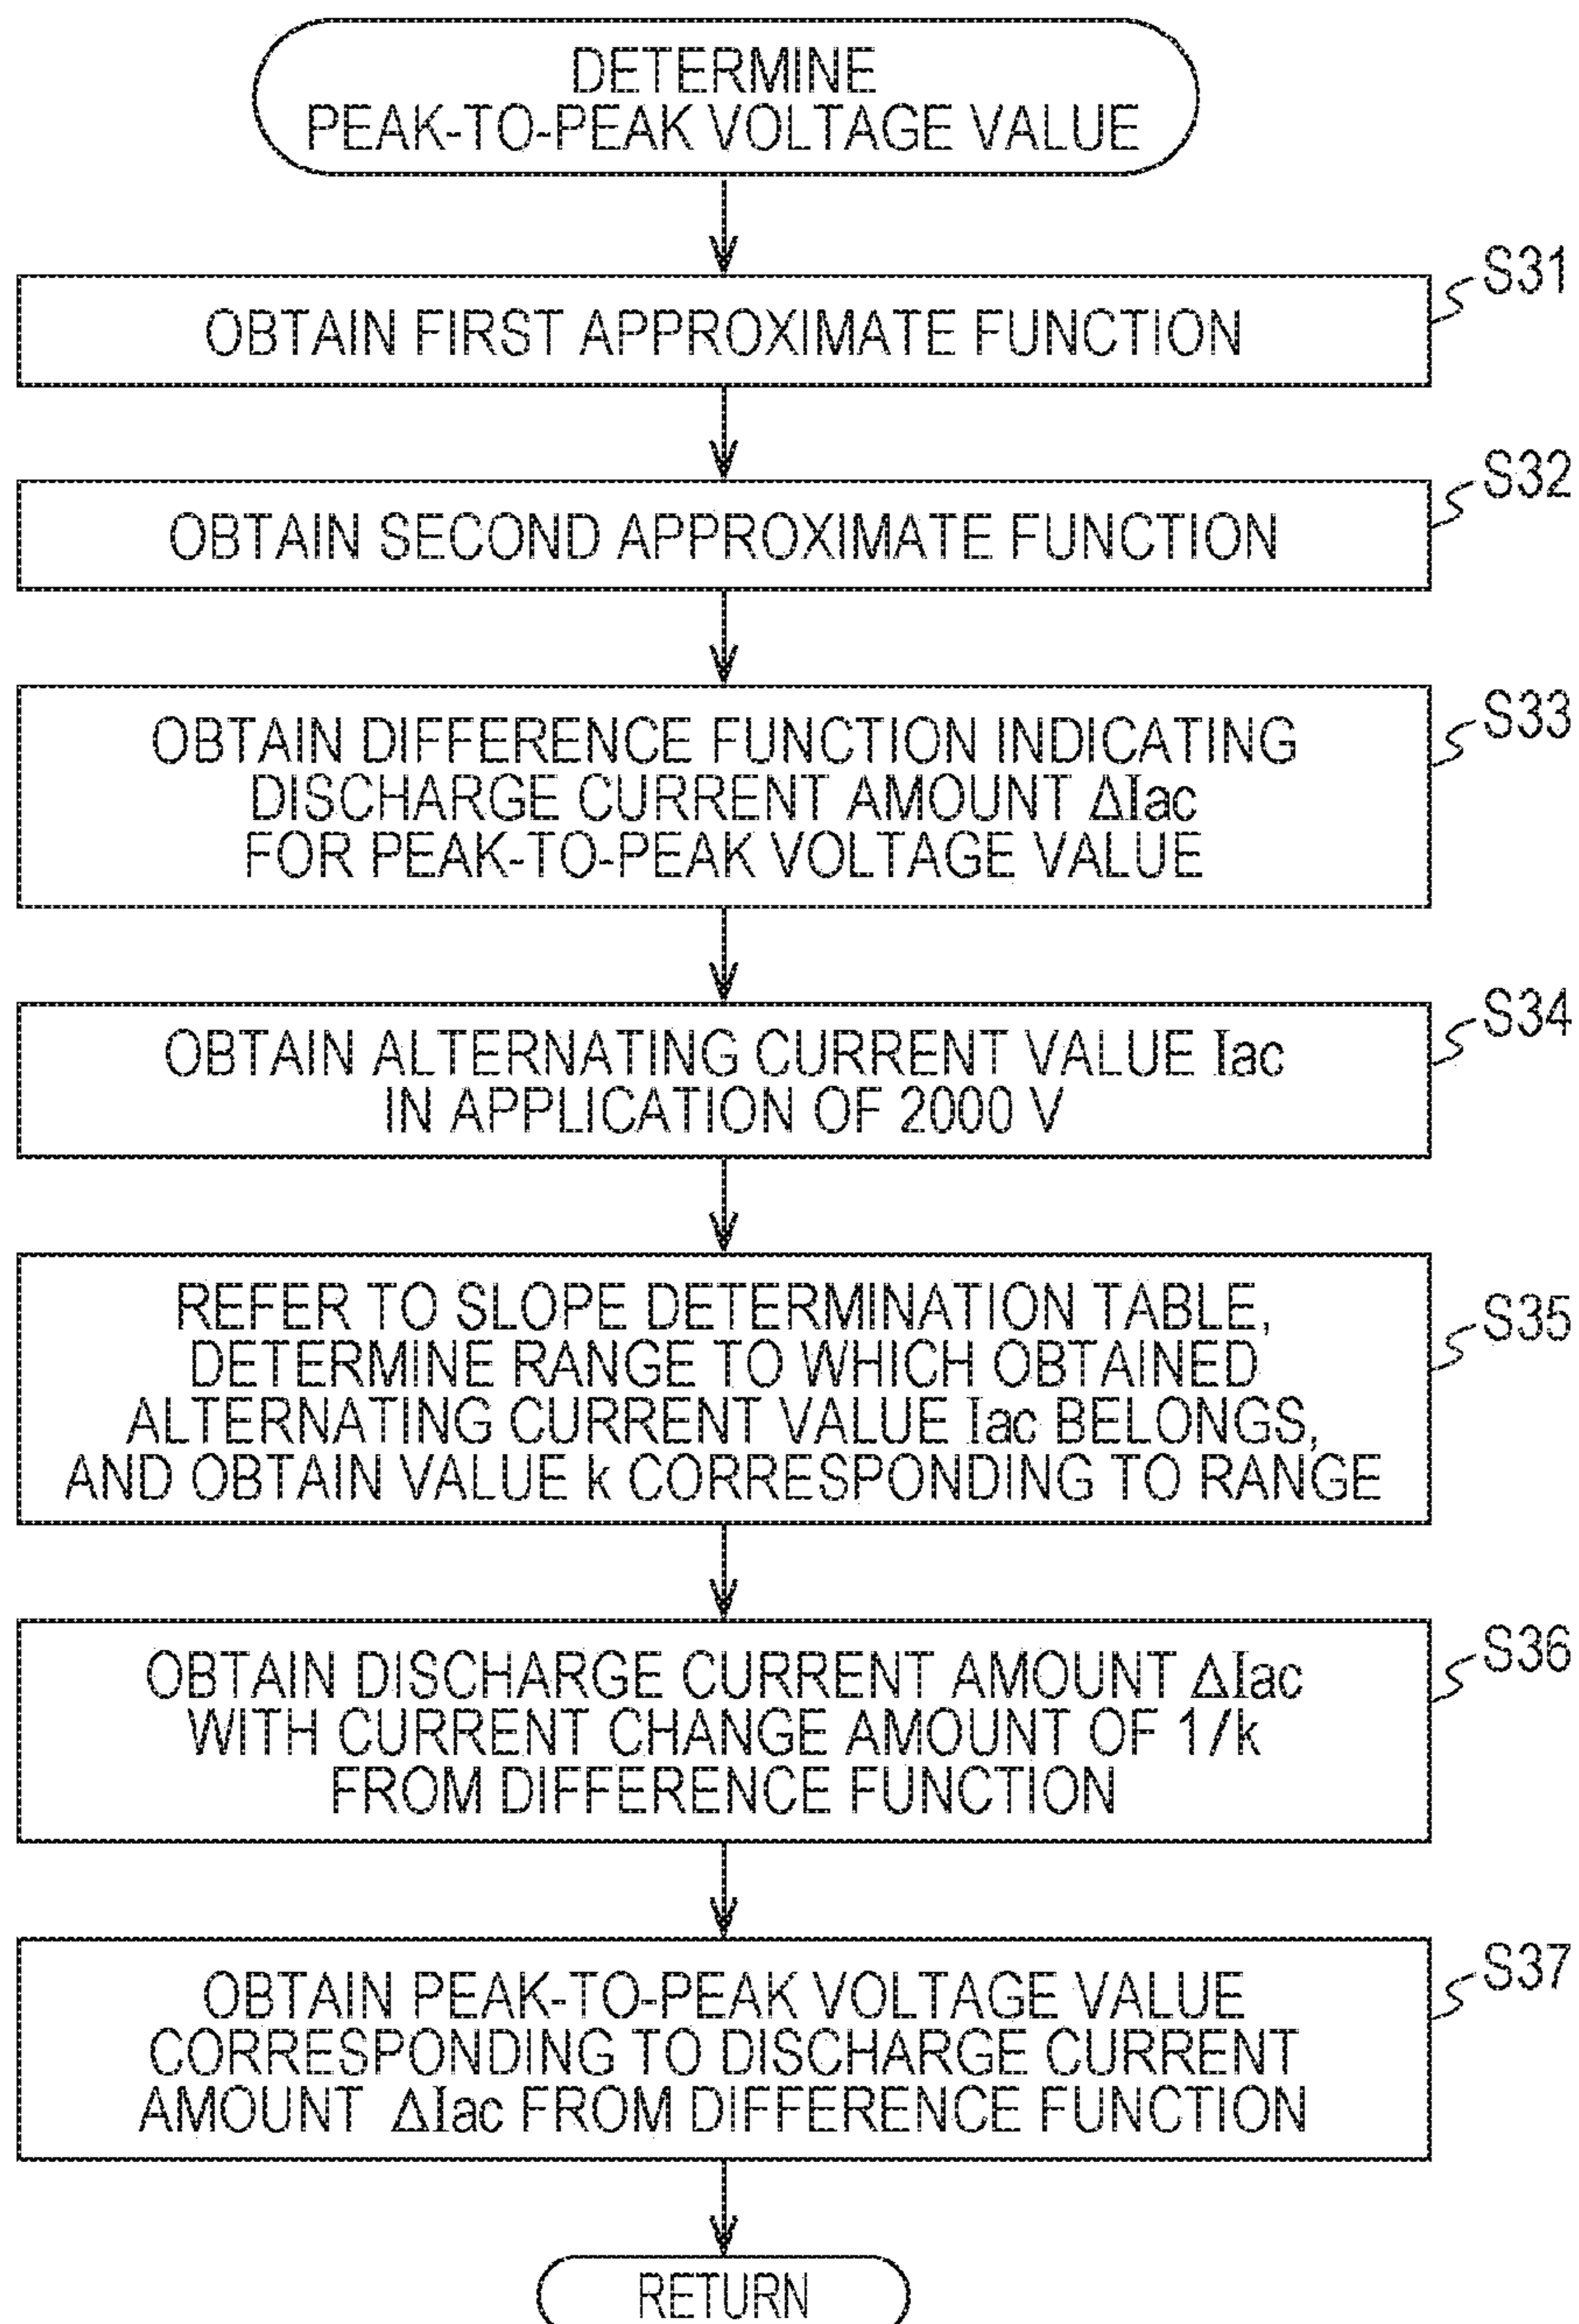 DETERMINE
PEAK-TO-PEAK VOLTAGE VALUE
S31
OBTAIN FIRST APPROXIMATE FUNCTION
S32
OBTAIN SECOND APPROXIMATE FUNCTION
S33
OBTAIN DIFFERENCE FUNCTION INDICATING
DISCHARGE CURRENT AMOUNT ΔIac
FOR PEAK-TO-PEAK VOLTAGE VALUE
S34
OBTAIN ALTERNATING CURRENT VALUE Iac
IN APPLICATION OF 2000 V
S35
REFER TO SLOPE DETERMINATION TABLE,
DETERMINE RANGE TO WHICH OBTAINED
ALTERNATING CURRENT VALUE Iac BELONGS,
AND OBTAIN VALUE k CORRESPONDING TO RANGE
S36
OBTAIN DISCHARGE CURRENT AMOUNT ΔIac
WITH CURRENT CHANGE AMOUNT OF 1/k
FROM DIFFERENCE FUNCTION
S37
OBTAIN PEAK-TO-PEAK VOLTAGE VALUE
CORRESPONDING TO DISCHARGE CURRENT
AMOUNT ΔIac FROM DIFFERENCE FUNCTION
RETURN